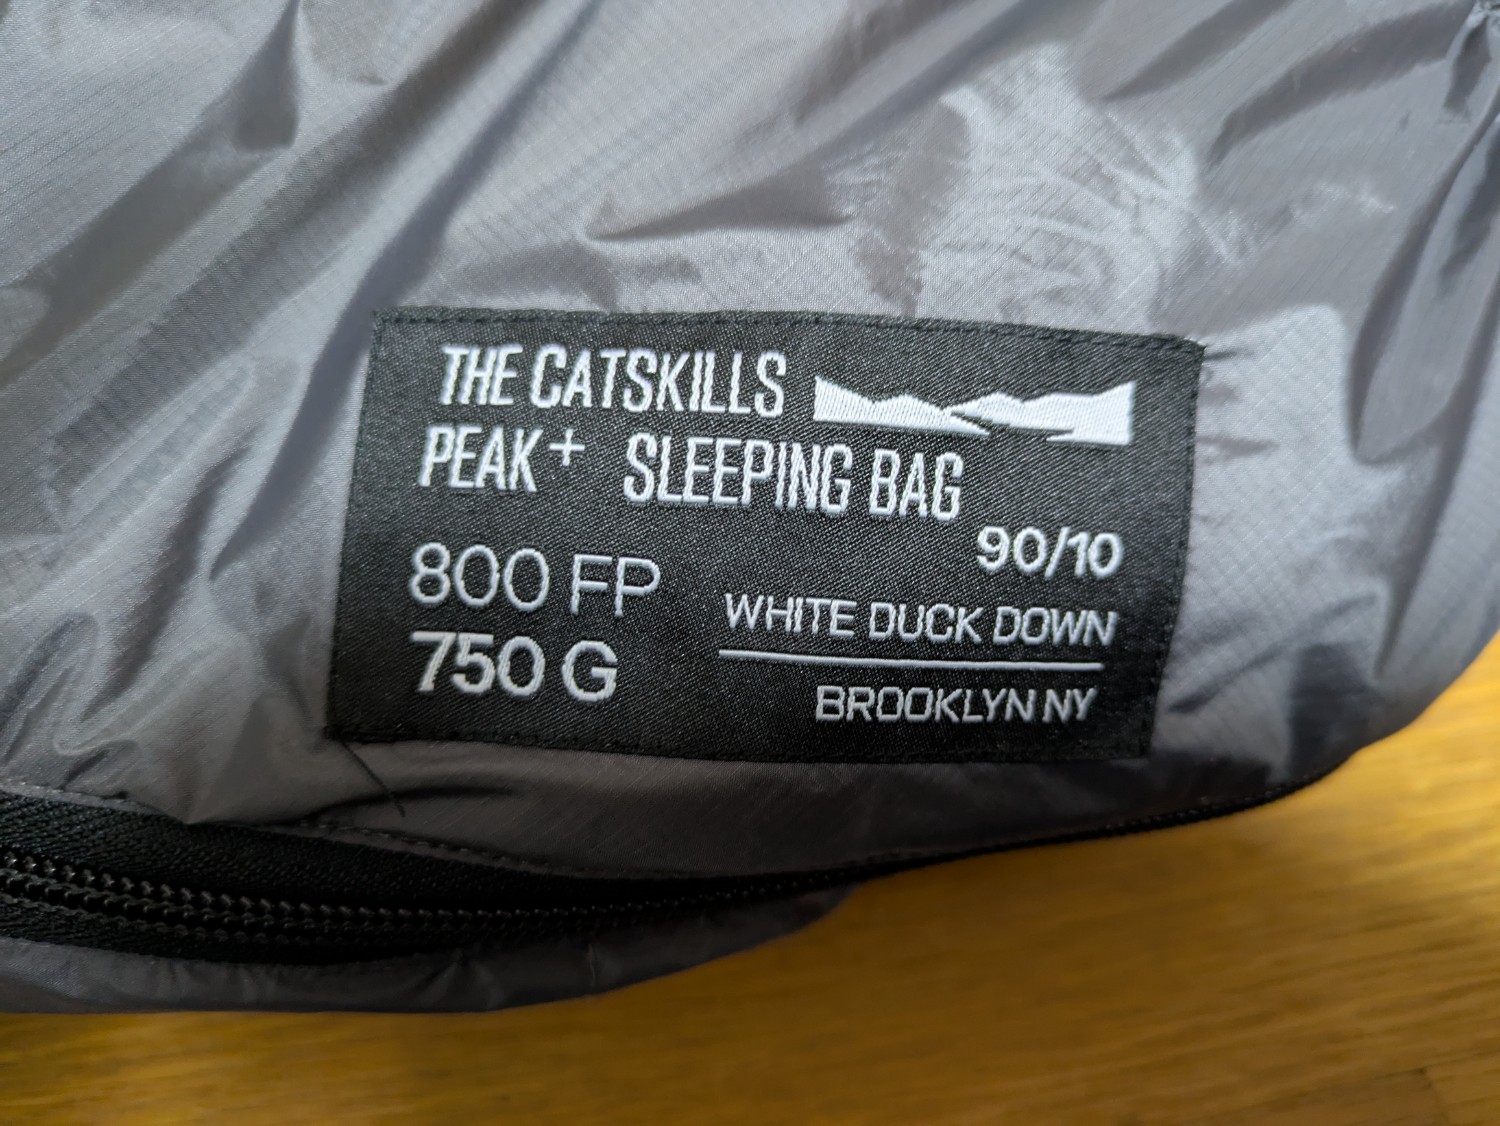 THE CATSKILLS
PEAK+ SLEEPING BAG
800 FP
750 G
90/10
WHITE DUCK DOWN
BROOKLYN NY